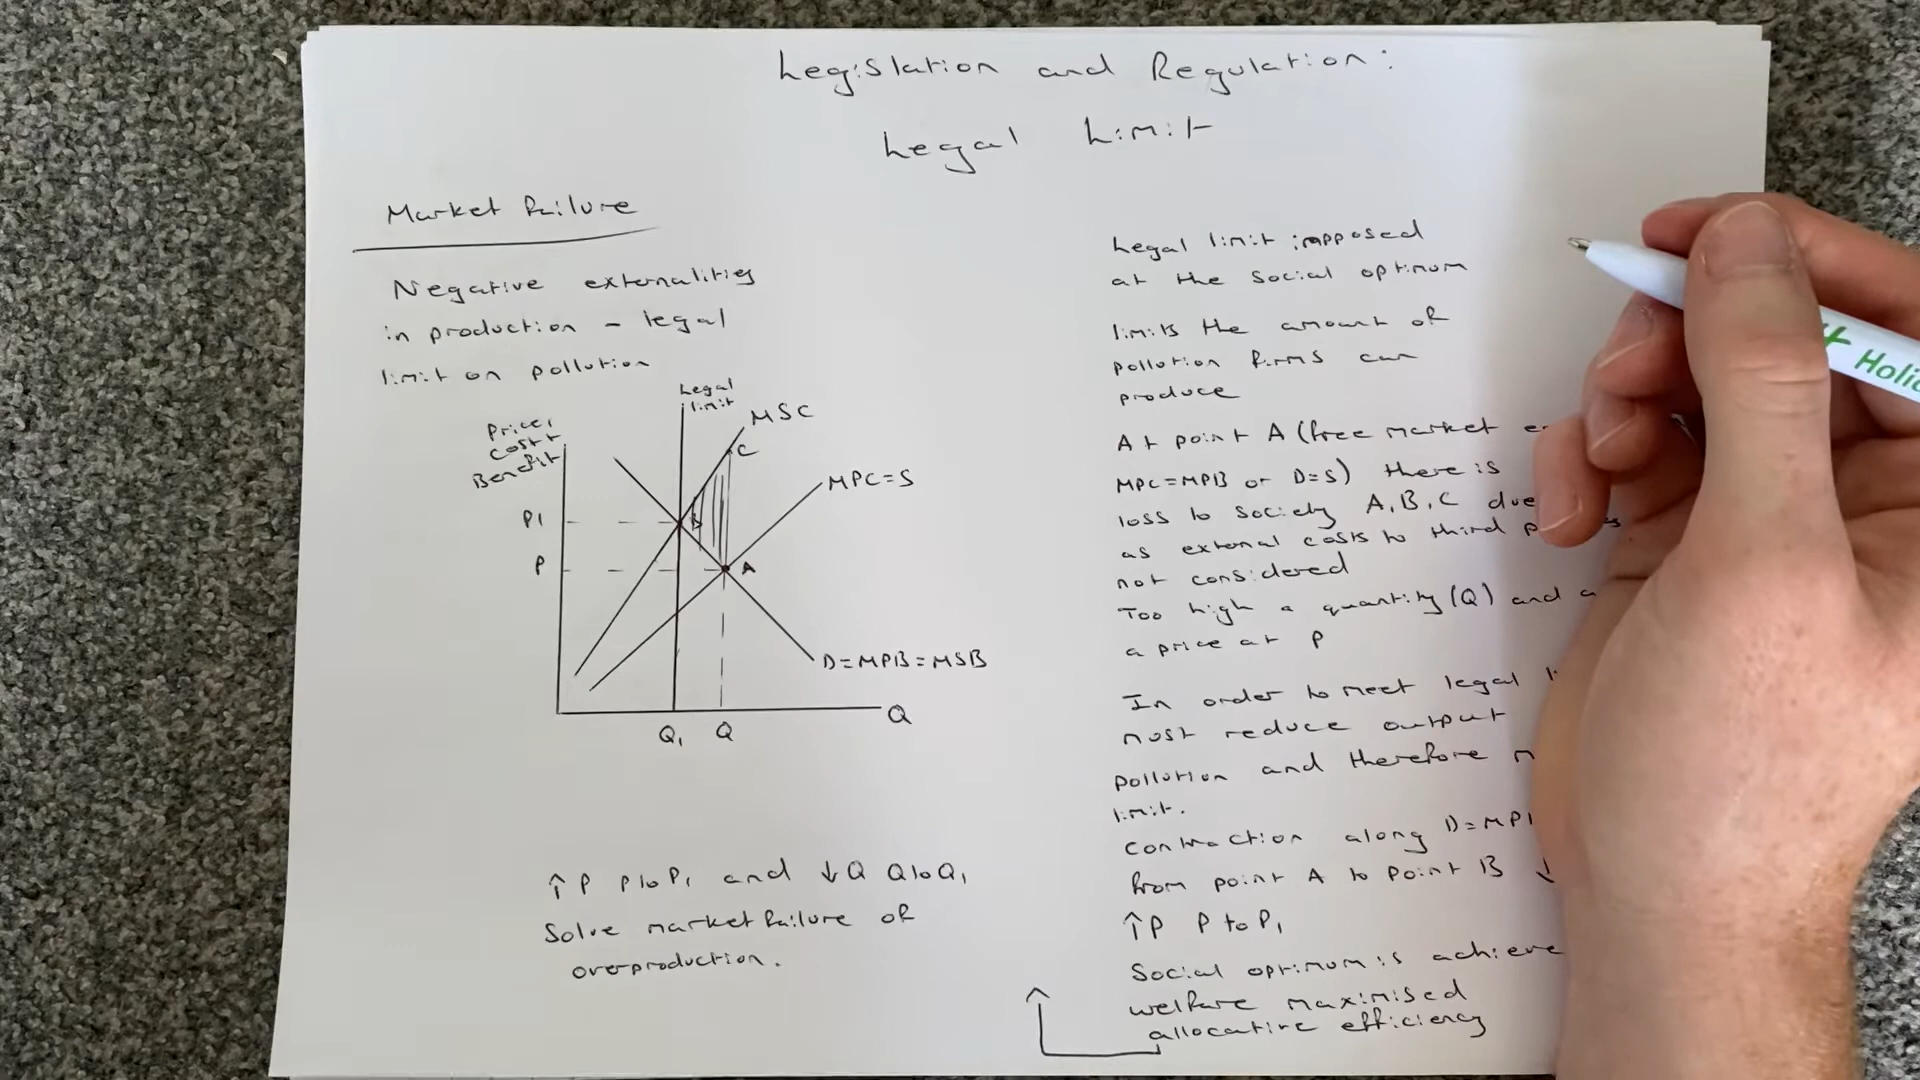 Legislation and Regulation:
Legal Limit
Market Failure
Negative externalities
in production - legal
limit on pollution
Legal
limit
Price,
Cost +
Benefit
MSC
C
MPC=S
P1
B
P
A
D=MPB=MSB
Q1 Q
Q
↑P P to P1 and ↓Q Q to Q1
Solve market failure of
overproduction.
Legal limit impposed
at the social optimum
limits the amount of
pollution firms can
produce
At point A (free market
MPC=MPB or D=S) there is
loss to society A,B,C due
as external costs to third
not considered
Too high a quantity (Q) and
a price at P
In order to meet legal
must reduce output
pollution and therefore
limit.
Contraction along D=
from point A to point B ↓
↑P P to P1
Social optimum is
welfare maximised
allocative efficiency
+ Holi